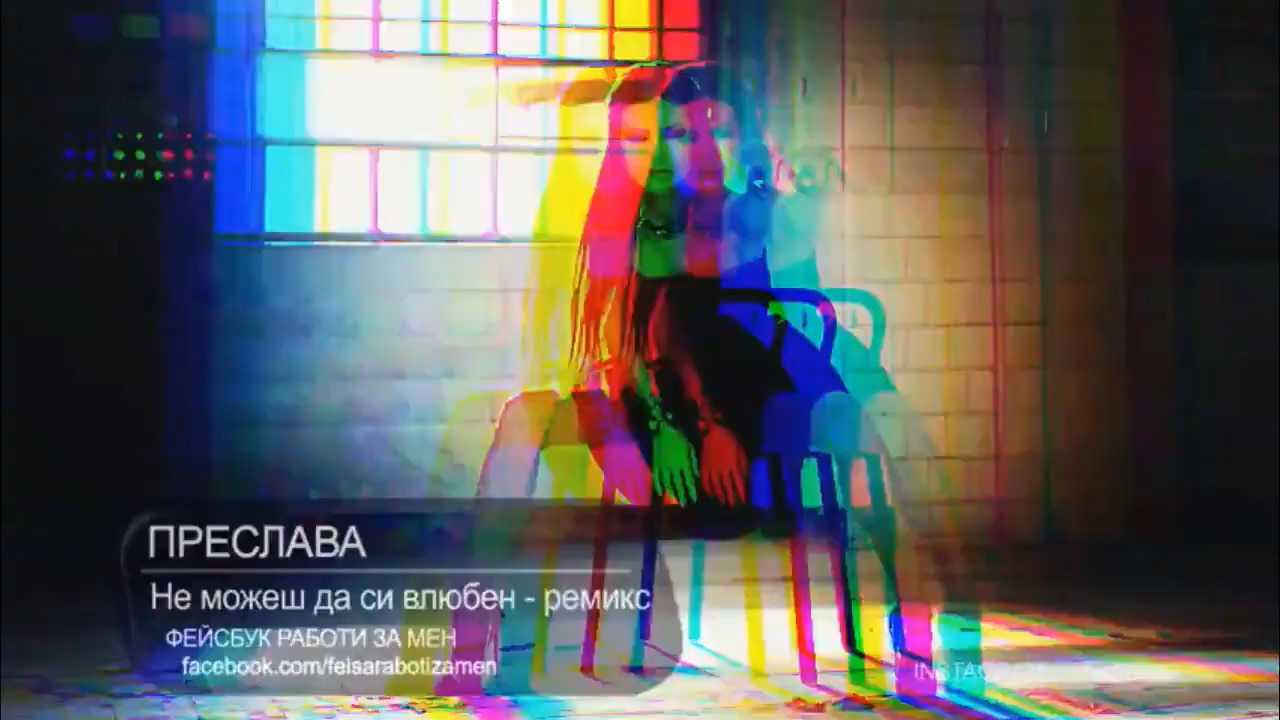 ПРЕСЛАВА
Не можеш да си влюбен - ремикс
ФЕЙСБУК РАБОТИ ЗА МЕН
facebook.com/feisarabotizamen